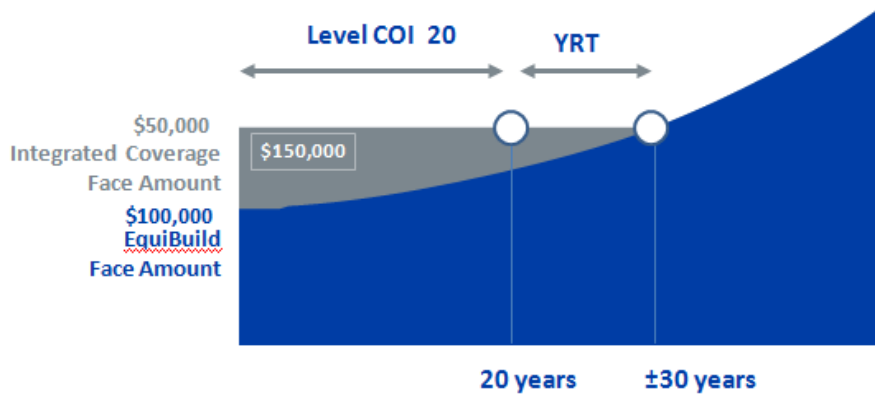 Level COI 20
YRT
$50,000
Integrated Coverage
Face Amount
$150,000
$100,000
EquiBuild
Face Amount
20 years
±30 years